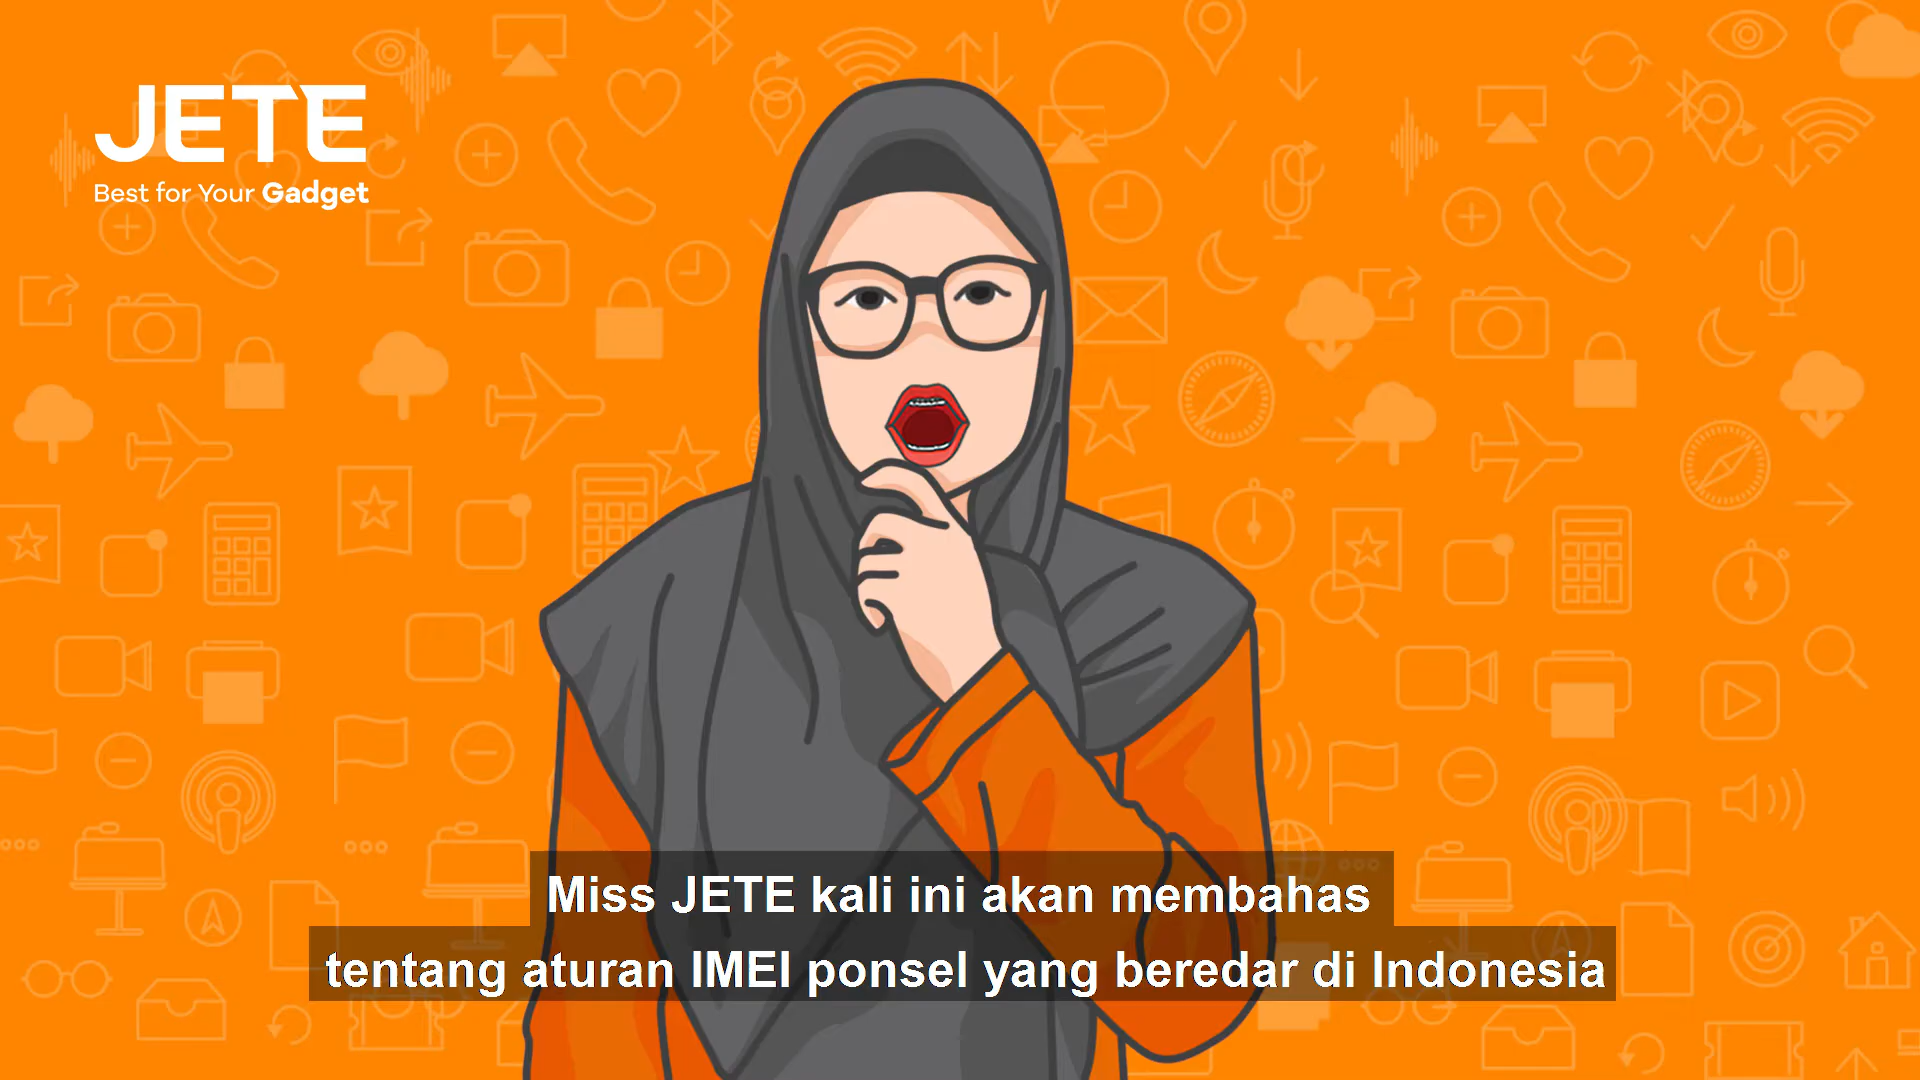 JETE
Best for Your Gadget
Miss JETE kali ini akan membahas
tentang aturan IMEI ponsel yang beredar di Indonesia